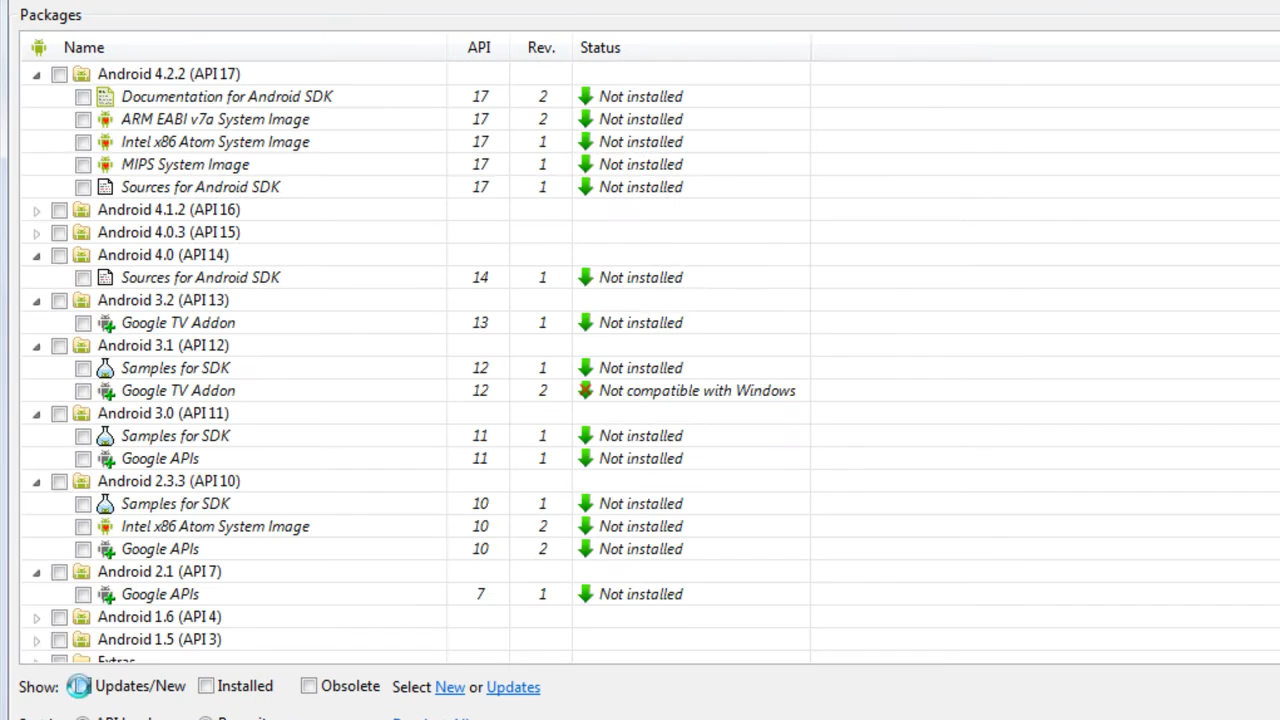 Packages
Name API Rev. Status
Android 4.2.2 (API 17)
Documentation for Android SDK 17 2 Not installed
ARM EABI v7a System Image 17 2 Not installed
Intel x86 Atom System Image 17 1 Not installed
MIPS System Image 17 1 Not installed
Sources for Android SDK 17 1 Not installed
Android 4.1.2 (API 16)
Android 4.0.3 (API 15)
Android 4.0 (API 14)
Sources for Android SDK 14 1 Not installed
Android 3.2 (API 13)
Google TV Addon 13 1 Not installed
Android 3.1 (API 12)
Samples for SDK 12 1 Not installed
Google TV Addon 12 2 Not compatible with Windows
Android 3.0 (API 11)
Samples for SDK 11 1 Not installed
Google APIs 11 1 Not installed
Android 2.3.3 (API 10)
Samples for SDK 10 1 Not installed
Intel x86 Atom System Image 10 2 Not installed
Google APIs 10 2 Not installed
Android 2.1 (API 7)
Google APIs 7 1 Not installed
Android 1.6 (API 4)
Android 1.5 (API 3)
Extras
Show: Updates/New Installed Obsolete Select New or Updates